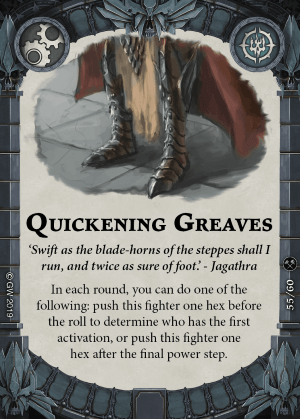 QUICKENING GREAVES
‘Swift as the blade-horns of the steppes shall I
run, and twice as sure of foot.’ - Jagathra
In each round, you can do one of the
following: push this fighter one hex before
the roll to determine who has the first
activation, or push this fighter one
hex after the final power step.
©GW 2019
55/60